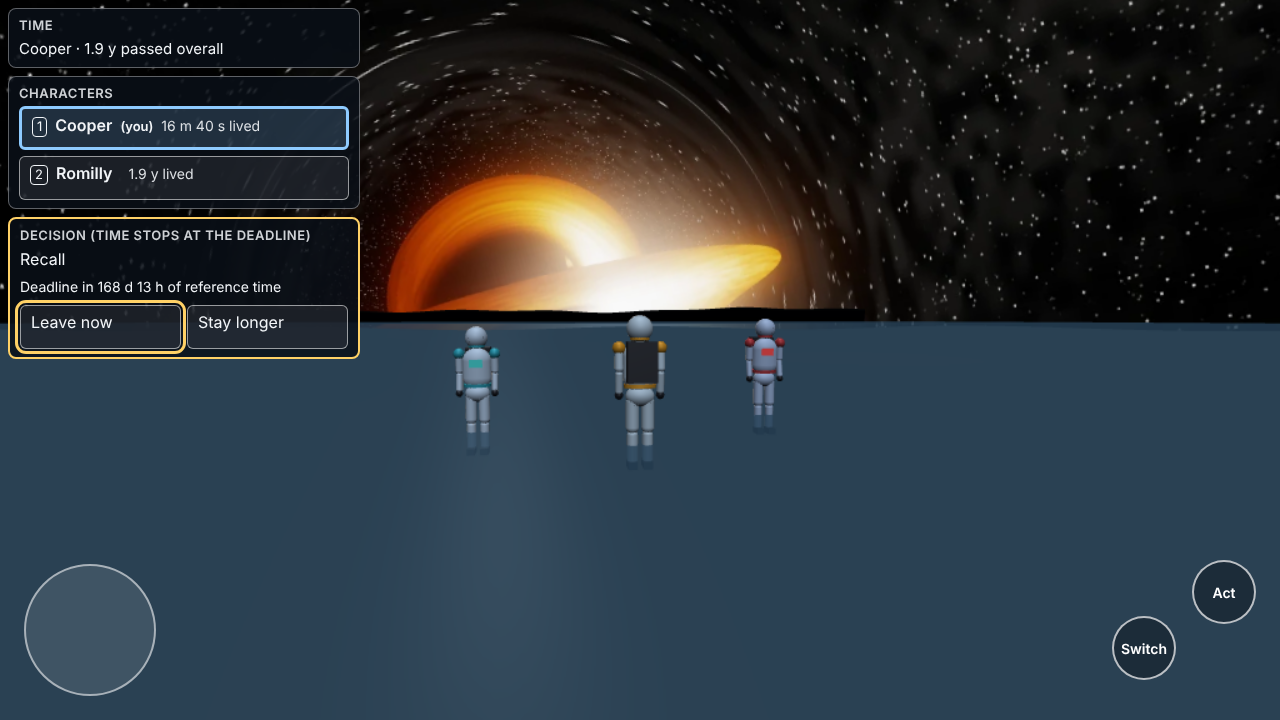 TIME
Cooper · 1.9 y passed overall
CHARACTERS
1 Cooper (you) 16 m 40 s lived
2 Romilly 1.9 y lived
DECISION (TIME STOPS AT THE DEADLINE)
Recall
Deadline in 168 d 13 h of reference time
Leave now Stay longer
Act
Switch